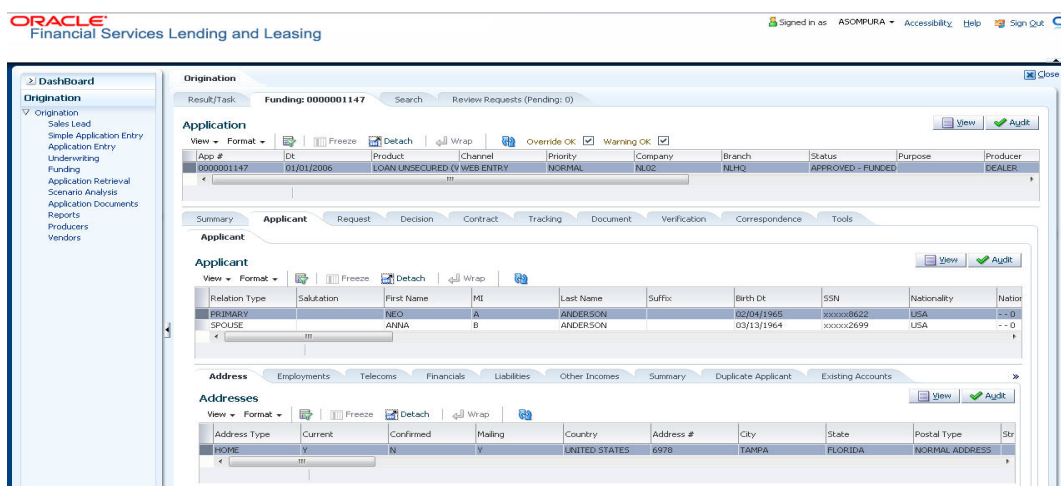 ORACLE
Financial Services Lending and Leasing
Signed in as ASOMPURA Accessibility Help Sign Out
Close
DashBoard
Origination
Origination
Sales Lead
Simple Application Entry
Application Entry
Underwriting
Funding
Application Retrieval
Scenario Analysis
Application Documents
Reports
Producers
Vendors
Origination
Result/Task Funding: 0000001147 Search Review Requests (Pending: 0)
Application
View Audit
View Format Freeze Detach Wrap Override OK Warning OK
App # Dt Product Channel Priority Company Branch Status Purpose Producer
0000001147 01/01/2006 LOAN UNSECURED (V WEB ENTRY NORMAL NL02 NLHQ APPROVED - FUNDED DEALER
Summary Applicant Request Decision Contract Tracking Document Verification Correspondence Tools
Applicant
Applicant
View Audit
View Format Freeze Detach Wrap
Relation Type Salutation First Name MI Last Name Suffix Birth Dt SSN Nationality Nation
PRIMARY NEO A ANDERSON 02/04/1965 xxxxx8622 USA - - 0
SPOUSE ANNA B ANDERSON 03/13/1964 xxxxx2699 USA - - 0
Address Employments Telecoms Financials Liabilities Other Incomes Summary Duplicate Applicant Existing Accounts »
Addresses
View Audit
View Format Freeze Detach Wrap
Address Type Current Confirmed Mailing Country Address # City State Postal Type Str
HOME Y N Y UNITED STATES 6978 TAMPA FLORIDA NORMAL ADDRESS